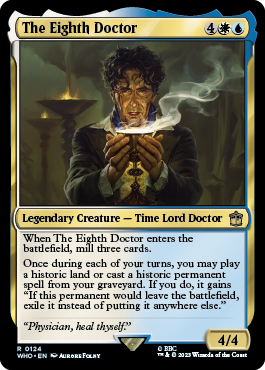 The Eighth Doctor 4
Legendary Creature — Time Lord Doctor
When The Eighth Doctor enters the
battlefield, mill three cards.
Once during each of your turns, you may play
a historic land or cast a historic permanent
spell from your graveyard. If you do, it gains
“If this permanent would leave the battlefield,
exile it instead of putting it anywhere else.”
“Physician, heal thyself.”
4/4
R 0124
WHO • EN AURORE FOLNY
© BBC
™ & © 2023 Wizards of the Coast